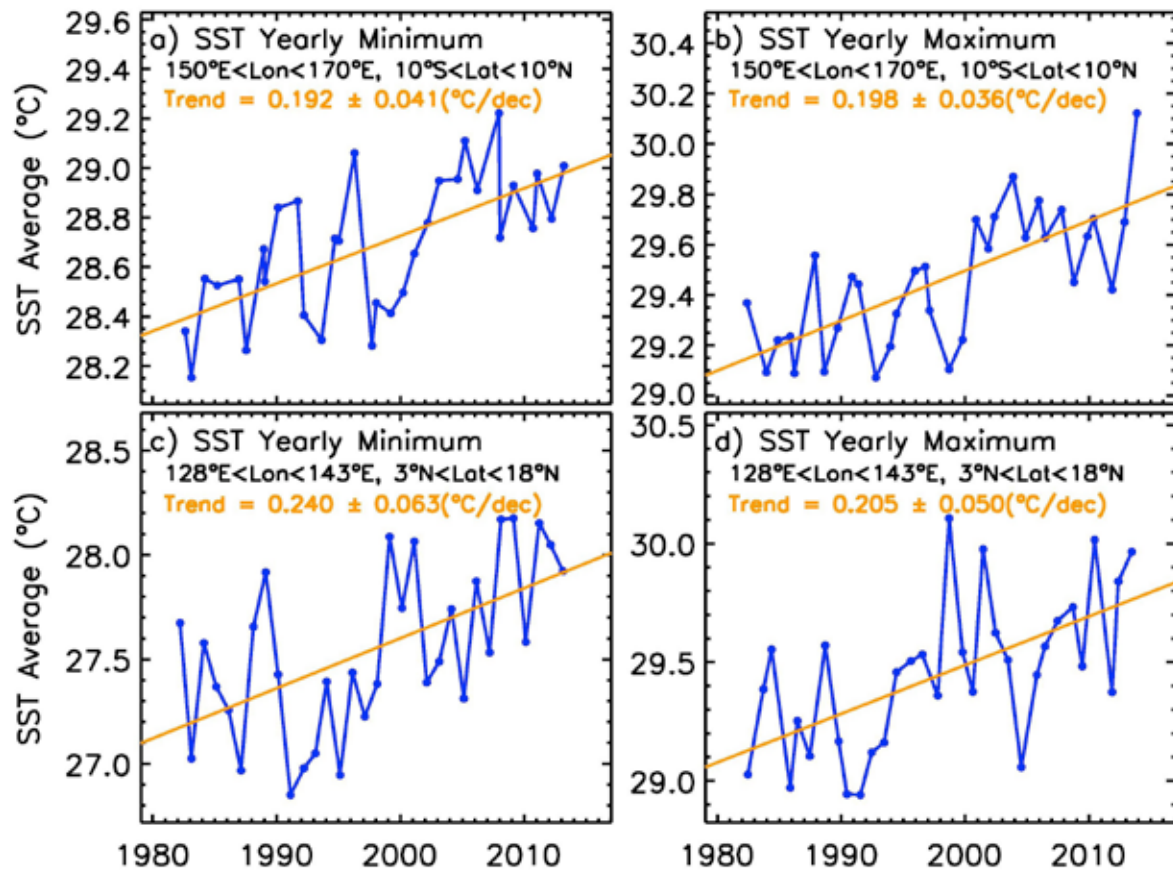 a) SST Yearly Minimum
150°E<Lon<170°E, 10°S<Lat<10°N
Trend = 0.192 ± 0.041(°C/dec)
SST Average (°C)
29.6
29.4
29.2
29.0
28.8
28.6
28.4
28.2
b) SST Yearly Maximum
150°E<Lon<170°E, 10°S<Lat<10°N
Trend = 0.198 ± 0.036(°C/dec)
30.4
30.2
30.0
29.8
29.6
29.4
29.2
29.0
c) SST Yearly Minimum
128°E<Lon<143°E, 3°N<Lat<18°N
Trend = 0.240 ± 0.063(°C/dec)
SST Average (°C)
28.5
28.0
27.5
27.0
1980 1990 2000 2010
d) SST Yearly Maximum
128°E<Lon<143°E, 3°N<Lat<18°N
Trend = 0.205 ± 0.050(°C/dec)
30.5
30.0
29.5
29.0
1980 1990 2000 2010